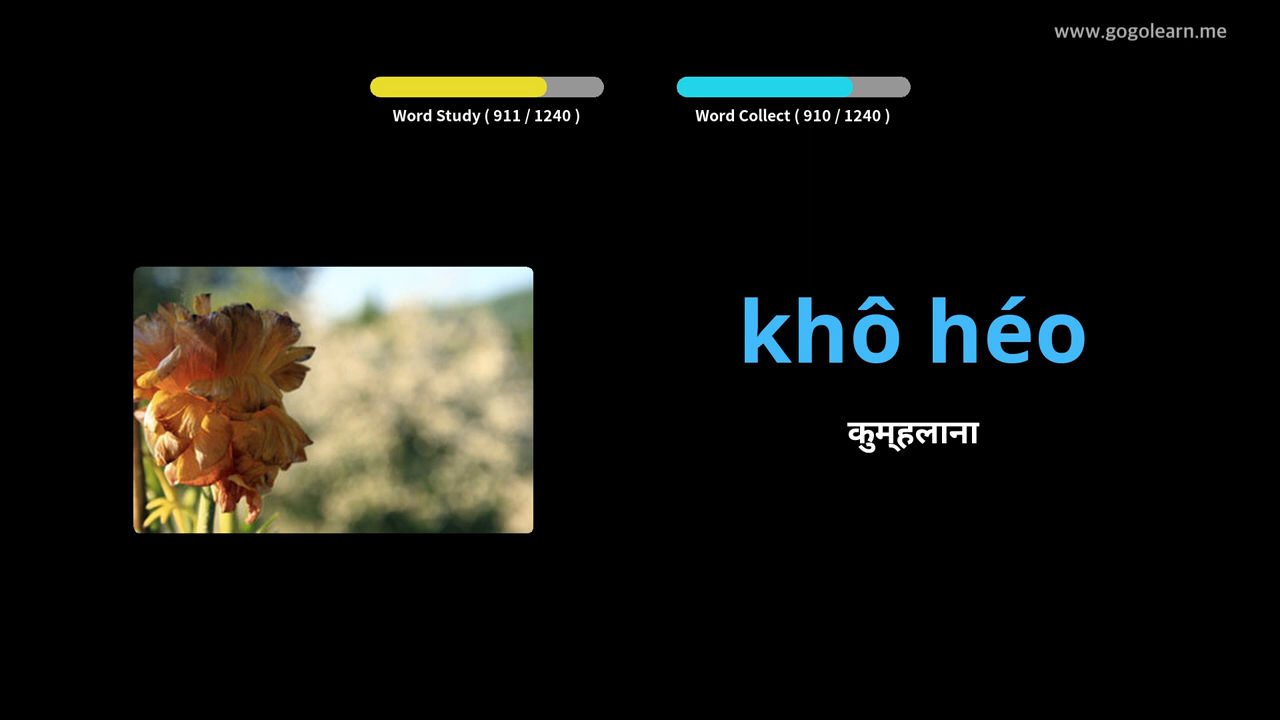 www.gogolearn.me
Word Study ( 911 / 1240 )
Word Collect ( 910 / 1240 )
khô héo
कुम्हलाना